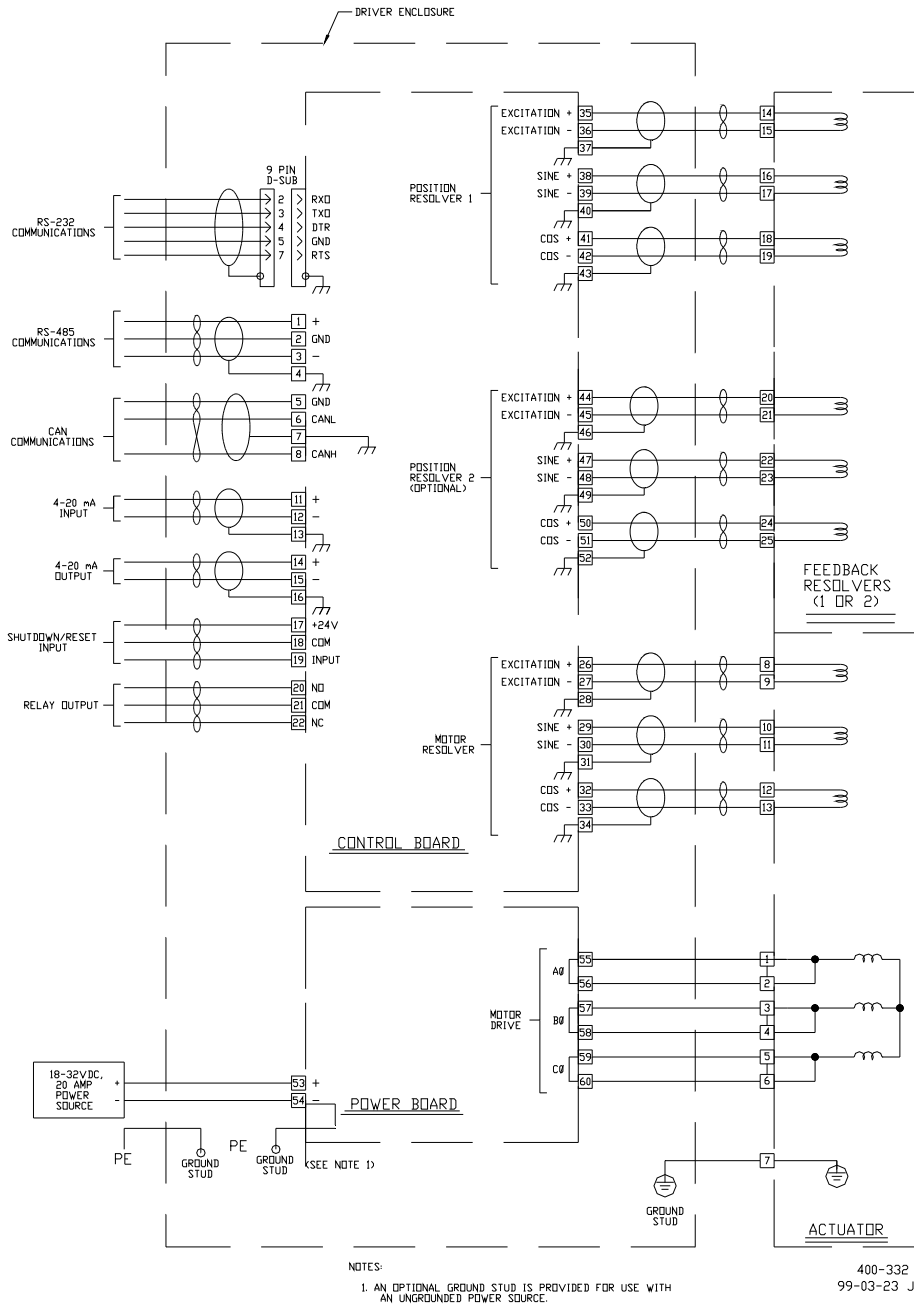 DRIVER ENCLOSURE
9 PIN
D-SUB
RS-232
COMMUNICATIONS
2 RXD
3 TXD
4 DTR
5 GND
7 RTS
RS-485
COMMUNICATIONS
1 +
2 GND
3 -
4
CAN
COMMUNICATIONS
5 GND
6 CANL
7
8 CANH
4-20 mA
INPUT
11 +
12 -
13
4-20 mA
OUTPUT
14 +
15 -
16
SHUTDOWN/RESET
INPUT
17 +24V
18 COM
19 INPUT
RELAY OUTPUT
20 NO
21 COM
22 NC
POSITION
RESOLVER 1
EXCITATION + 35 14
EXCITATION - 36 15
37
SINE + 38 16
SINE - 39 17
40
COS + 41 18
COS - 42 19
43
POSITION
RESOLVER 2
(OPTIONAL)
EXCITATION + 44 20
EXCITATION - 45 21
46
SINE + 47 22
SINE - 48 23
49
COS + 50 24
COS - 51 25
52
FEEDBACK
RESOLVERS
(1 OR 2)
MOTOR
RESOLVER
EXCITATION + 26 8
EXCITATION - 27 9
28
SINE + 29 10
SINE - 30 11
31
COS + 32 12
COS - 33 13
34
CONTROL BOARD
MOTOR
DRIVE
AØ
55 1
56 2
BØ
57 3
58 4
CØ
59 5
60 6
18-32VDC,
20 AMP
POWER
SOURCE
+ 53 +
- 54 -
POWER BOARD
PE
GROUND
STUD
PE
GROUND
STUD
(SEE NOTE 1)
7
GROUND
STUD
ACTUATOR
NOTES:
1. AN OPTIONAL GROUND STUD IS PROVIDED FOR USE WITH
AN UNGROUNDED POWER SOURCE.
400-332
99-03-23 J